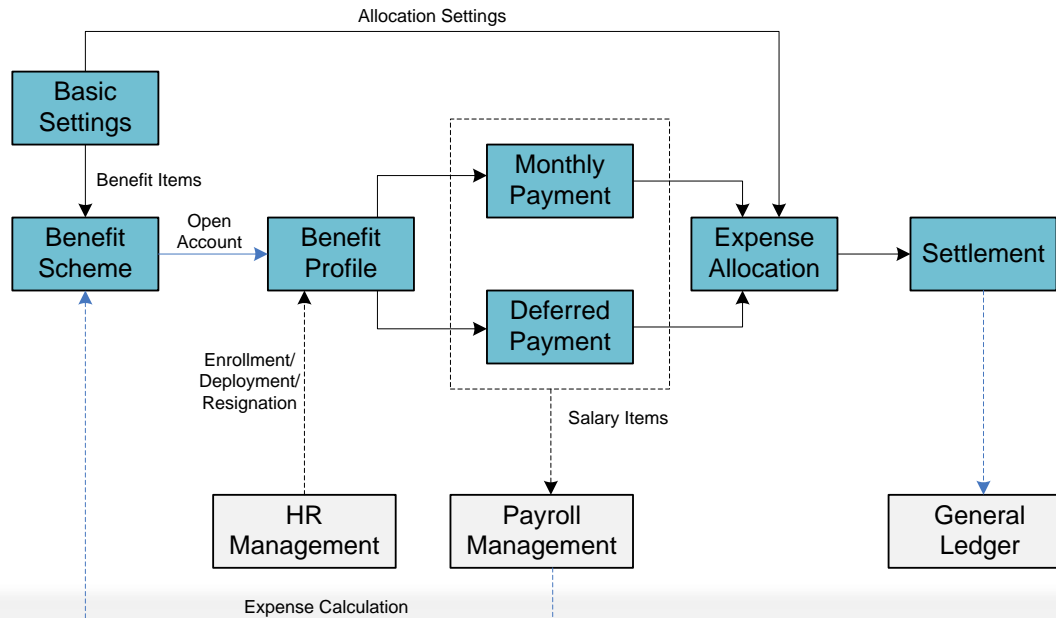 Allocation Settings
Basic
Settings
Benefit Items
Monthly
Payment
Open
Account
Benefit
Scheme
Benefit
Profile
Expense
Allocation
Settlement
Deferred
Payment
Enrollment/
Deployment/
Resignation
Salary Items
HR
Management
Payroll
Management
General
Ledger
Expense Calculation